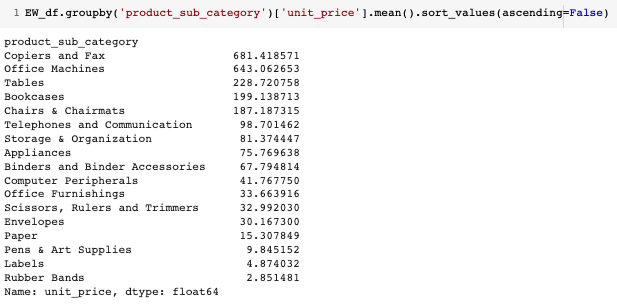 1 EW_df.groupby('product_sub_category')['unit_price'].mean().sort_values(ascending=False)
product_sub_category
Copiers and Fax 681.418571
Office Machines 643.062653
Tables 228.720758
Bookcases 199.138713
Chairs & Chairmats 187.187315
Telephones and Communication 98.701462
Storage & Organization 81.374447
Appliances 75.769638
Binders and Binder Accessories 67.794814
Computer Peripherals 41.767750
Office Furnishings 33.663916
Scissors, Rulers and Trimmers 32.992030
Envelopes 30.167300
Paper 15.307849
Pens & Art Supplies 9.845152
Labels 4.874032
Rubber Bands 2.851481
Name: unit_price, dtype: float64